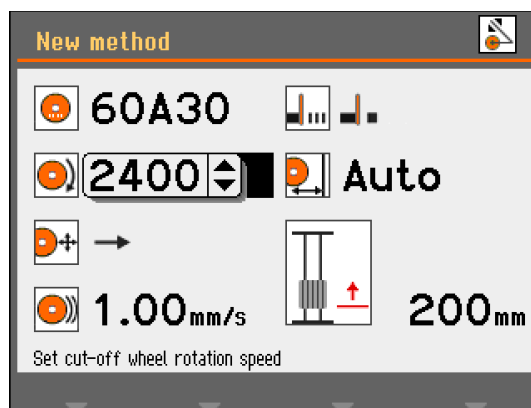 New method
60A30
2400 Auto
1.00mm/s 200mm
Set cut-off wheel rotation speed